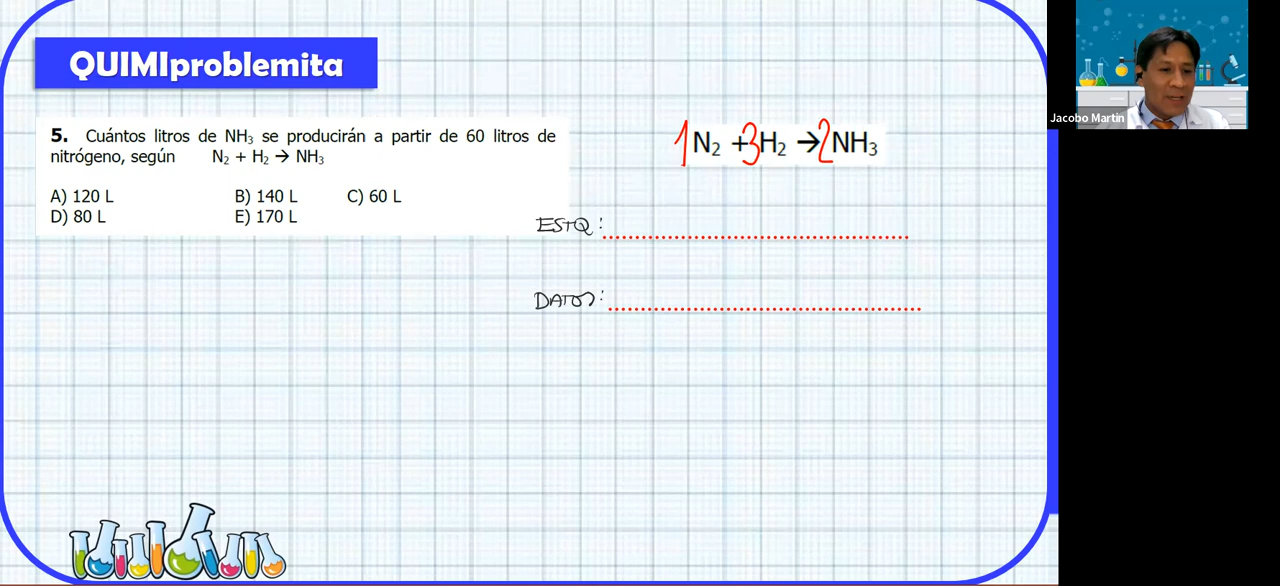 QUIMIproblemita
5. Cuántos litros de NH₃ se producirán a partir de 60 litros de
nitrógeno, según N₂ + H₂ → NH₃
A) 120 L B) 140 L C) 60 L
D) 80 L E) 170 L
1N₂ +3H₂ →2NH₃
ESTQ:
DATOS:
Jacobo Martin